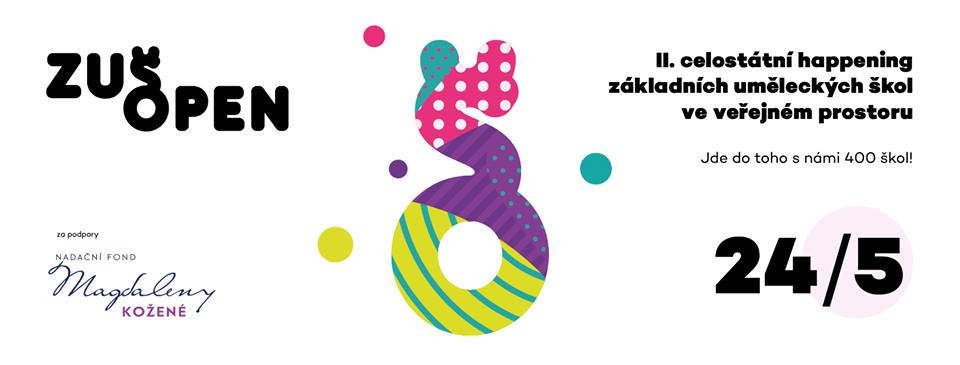 ZUŠ
OPEN
za podpory
NADAČNÍ FOND
Magdaleny
KOŽENÉ
II. celostátní happening
základních uměleckých škol
ve veřejném prostoru
Jde do toho s námi 400 škol!
24/5